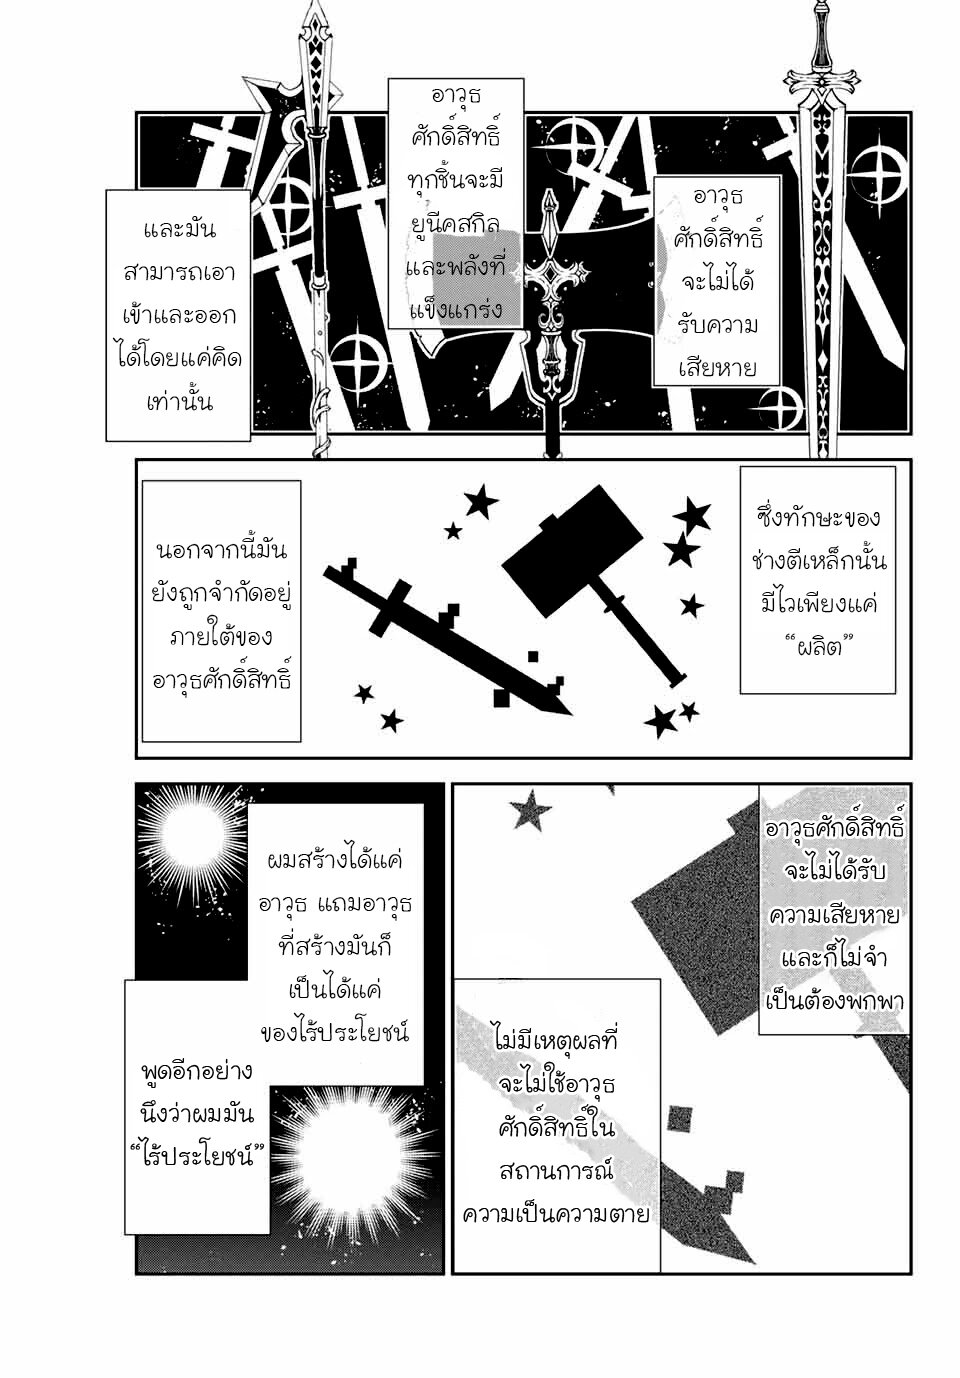 อาวุธ
ศักดิ์สิทธิ์
จะไม่ได้
รับความ
เสียหาย
อาวุธ
ศักดิ์สิทธิ์
ทุกชิ้นจะมี
ยูนีคสกิล
และพลังที่
แข็งแกร่ง
และมัน
สามารถเอา
เข้าและออก
ได้โดยแค่คิด
เท่านั้น
ซึ่งทักษะของ
ช่างตีเหล็กนั้น
มีไว้เพียงแค่
“ผลิต”
นอกจากนี้มัน
ยังถูกจำกัดอยู่
ภายใต้ของ
อาวุธศักดิ์สิทธิ์
อาวุธศักดิ์สิทธิ์
จะไม่ได้รับ
ความเสียหาย
และก็ไม่จำ
เป็นต้องพกพา
ไม่มีเหตุผลที่
จะไม่ใช้อาวุธ
ศักดิ์สิทธิ์ใน
สถานการณ์
ความเป็นความตาย
ผมสร้างได้แค่
อาวุธ แถมอาวุธ
ที่สร้างมันก็
เป็นได้แค่
ของไร้ประโยชน์
พูดอีกอย่าง
นึงว่าผมมัน
“ไร้ประโยชน์”